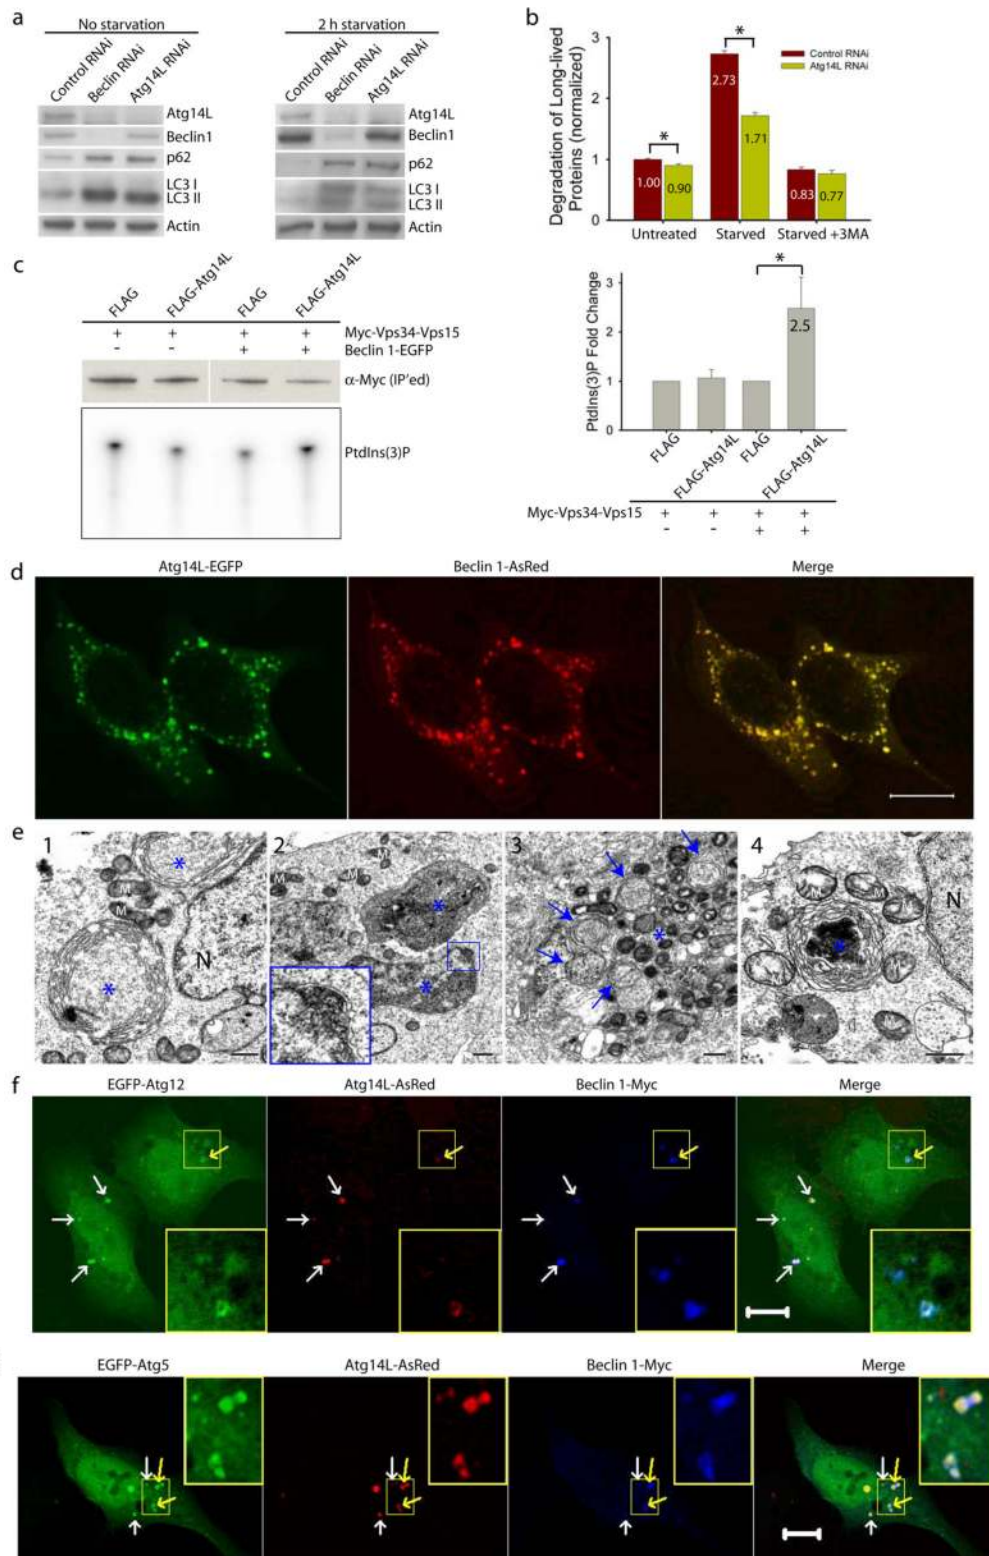 a
No starvation
Control RNAi
Beclin RNAi
Atg14L RNAi
Atg14L
Beclin1
p62
LC3 I
LC3 II
Actin
2 h starvation
Control RNAi
Beclin RNAi
Atg14L RNAi
Atg14L
Beclin1
p62
LC3 I
LC3 II
Actin
b
Degradation of Long-lived
Proteins (normalized)
3
2
1
0
*
*
Control RNAi
Atg14L RNAi
1.00
0.90
2.73
1.71
0.83
0.77
Untreated
Starved
Starved +3MA
c
FLAG
FLAG-Atg14L
FLAG
FLAG-Atg14L
+ + + + Myc-Vps34-Vps15
- - + + Beclin 1-EGFP
α-Myc (IP'ed)
PtdIns(3)P
PtdIns(3)P Fold Change
3
2
1
0
*
2.5
FLAG
FLAG-Atg14L
FLAG
FLAG-Atg14L
Myc-Vps34-Vps15 + + + +
- - + +
d
Atg14L-EGFP
Beclin 1-AsRed
Merge
e
1
*
M
M
N
*
2
M
M
*
*
3
*
4
M
N
*
d
f
EGFP-Atg12
Atg14L-AsRed
Beclin 1-Myc
Merge
EGFP-Atg5
Atg14L-AsRed
Beclin 1-Myc
Merge